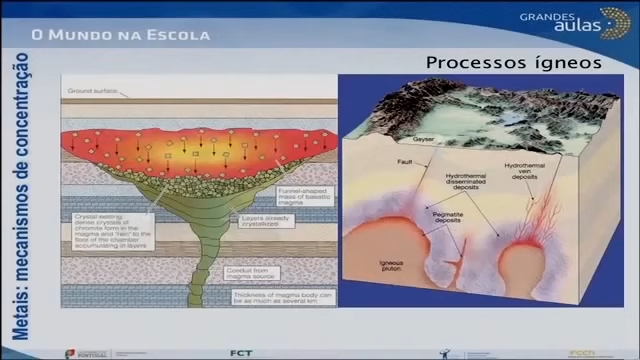 O MUNDO NA ESCOLA
GRANDES
aulas
Metais: mecanismos de concentração
Processos ígneos
Ground surface
Funnel-shaped
mass of basaltic
magma
Crystal settling:
dense crystals of
chromite form in the
magma and "rain" to the
floor of the chamber
accumulating in layers
Layers already
crystallized
Conduit from
magma source
Thickness of magma body can
be as much as several km
Geyser
Fault
Hydrothermal
disseminated
deposits
Hydrothermal
vein
deposits
Pegmatite
deposits
Igneous
pluton
FCT